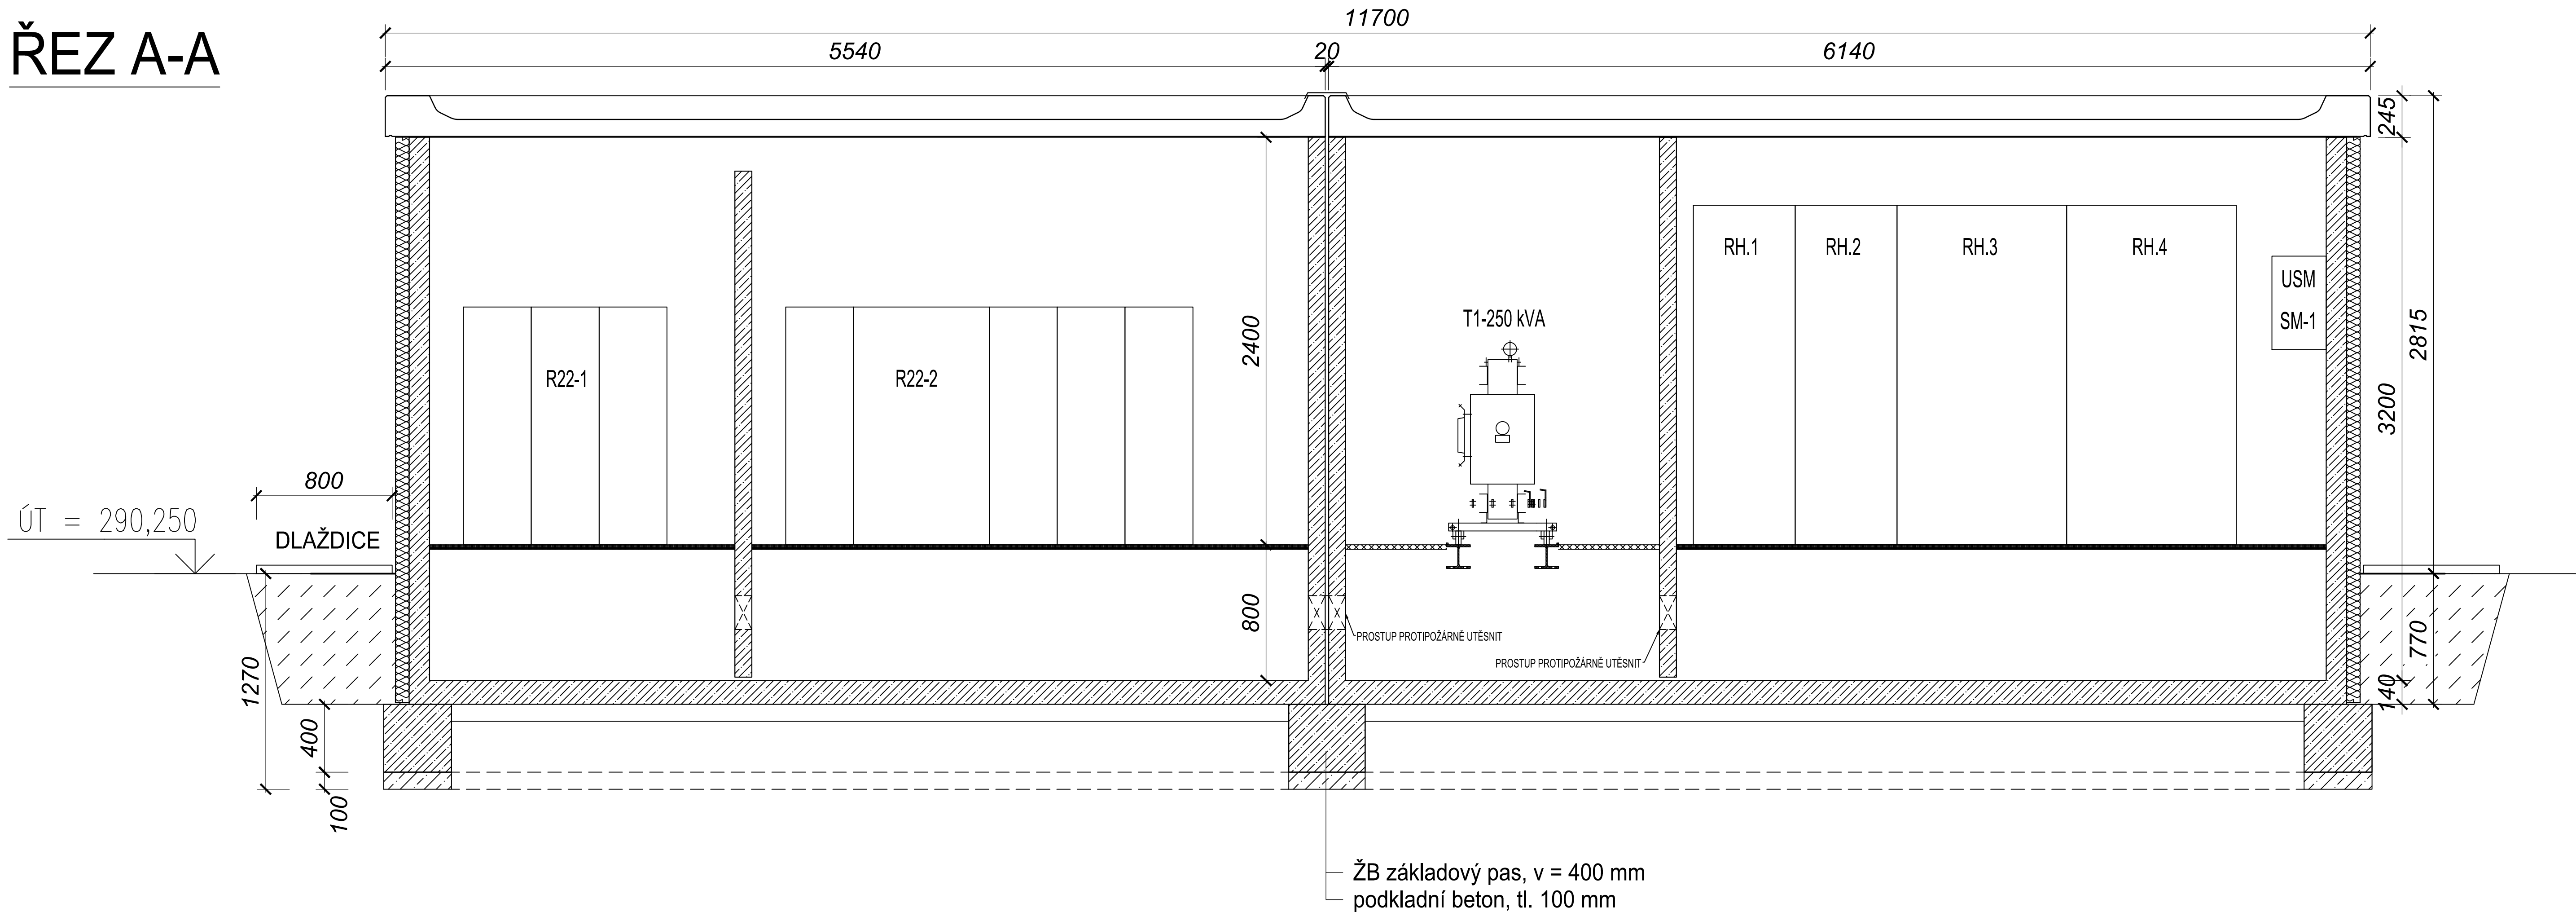 ŘEZ A-A
11700
5540
20
6140
245
2815
3200
2400
RH.1
RH.2
RH.3
RH.4
USM
SM-1
T1-250 kVA
R22-1
R22-2
800
ÚT = 290,250
DLAŽDICE
800
PROSTUP PROTIPOŽÁRNĚ UTĚSNIT
PROSTUP PROTIPOŽÁRNĚ UTĚSNIT
770
140
1270
400
100
ŽB základový pas, v = 400 mm
podkladní beton, tl. 100 mm